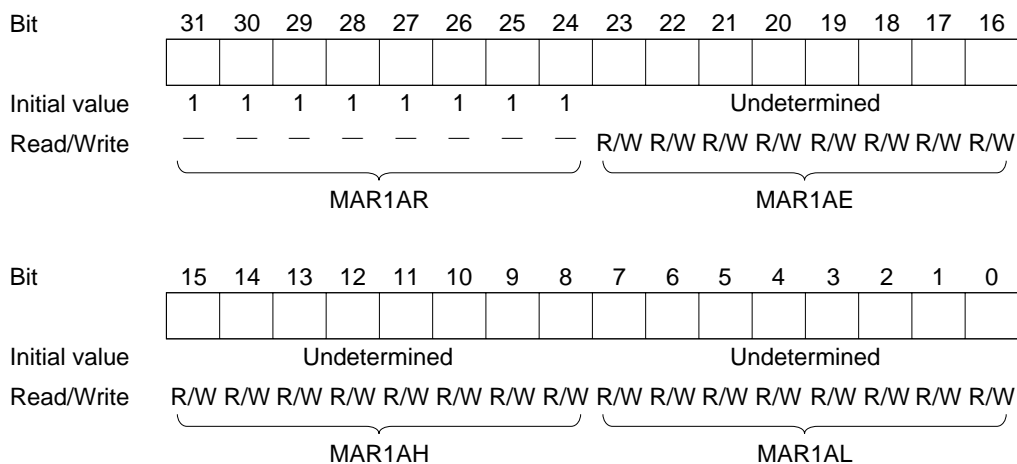 Bit 31 30 29 28 27 26 25 24 23 22 21 20 19 18 17 16
Initial value 1 1 1 1 1 1 1 1 Undetermined
Read/Write — — — — — — — — R/W R/W R/W R/W R/W R/W R/W R/W
MAR1AR MAR1AE
Bit 15 14 13 12 11 10 9 8 7 6 5 4 3 2 1 0
Initial value Undetermined Undetermined
Read/Write R/W R/W R/W R/W R/W R/W R/W R/W R/W R/W R/W R/W R/W R/W R/W R/W
MAR1AH MAR1AL